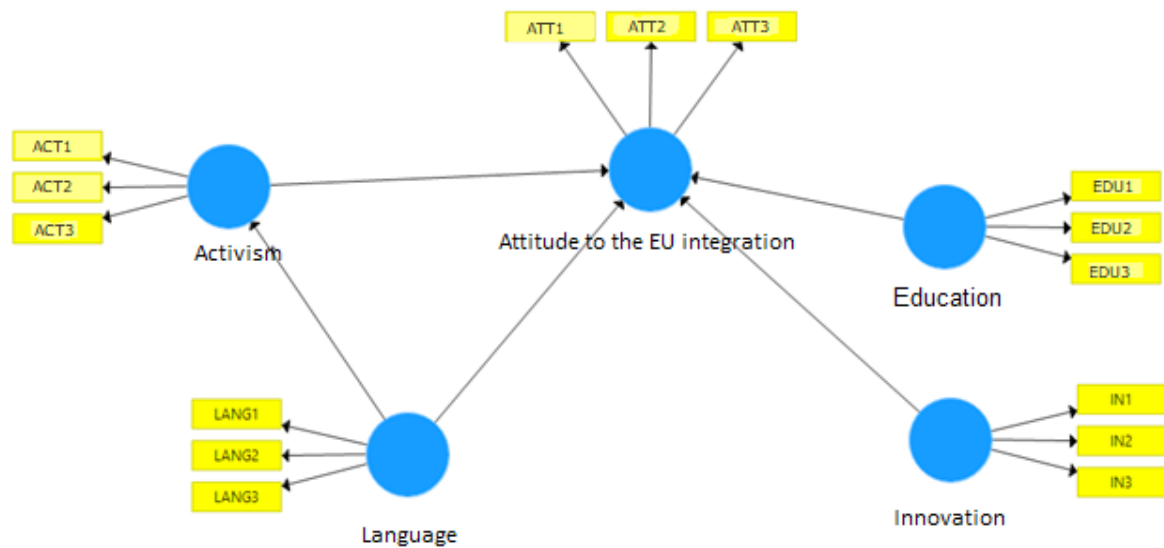 ATT1
ATT2
ATT3
ACT1
ACT2
ACT3
Activism
Attitude to the EU integration
EDU1
EDU2
EDU3
Education
LANG1
LANG2
LANG3
Language
IN1
IN2
IN3
Innovation